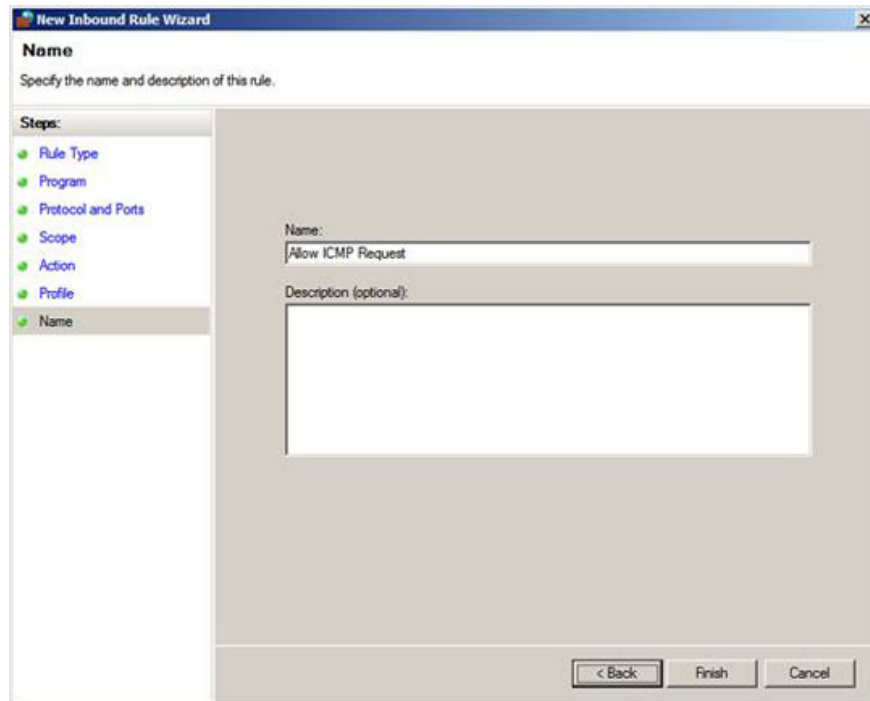 New Inbound Rule Wizard
Name
Specify the name and description of this rule.
Steps:
Rule Type
Program
Protocol and Ports
Scope
Action
Profile
Name
Name:
Allow ICMP Request
Description (optional):
< Back Finish Cancel